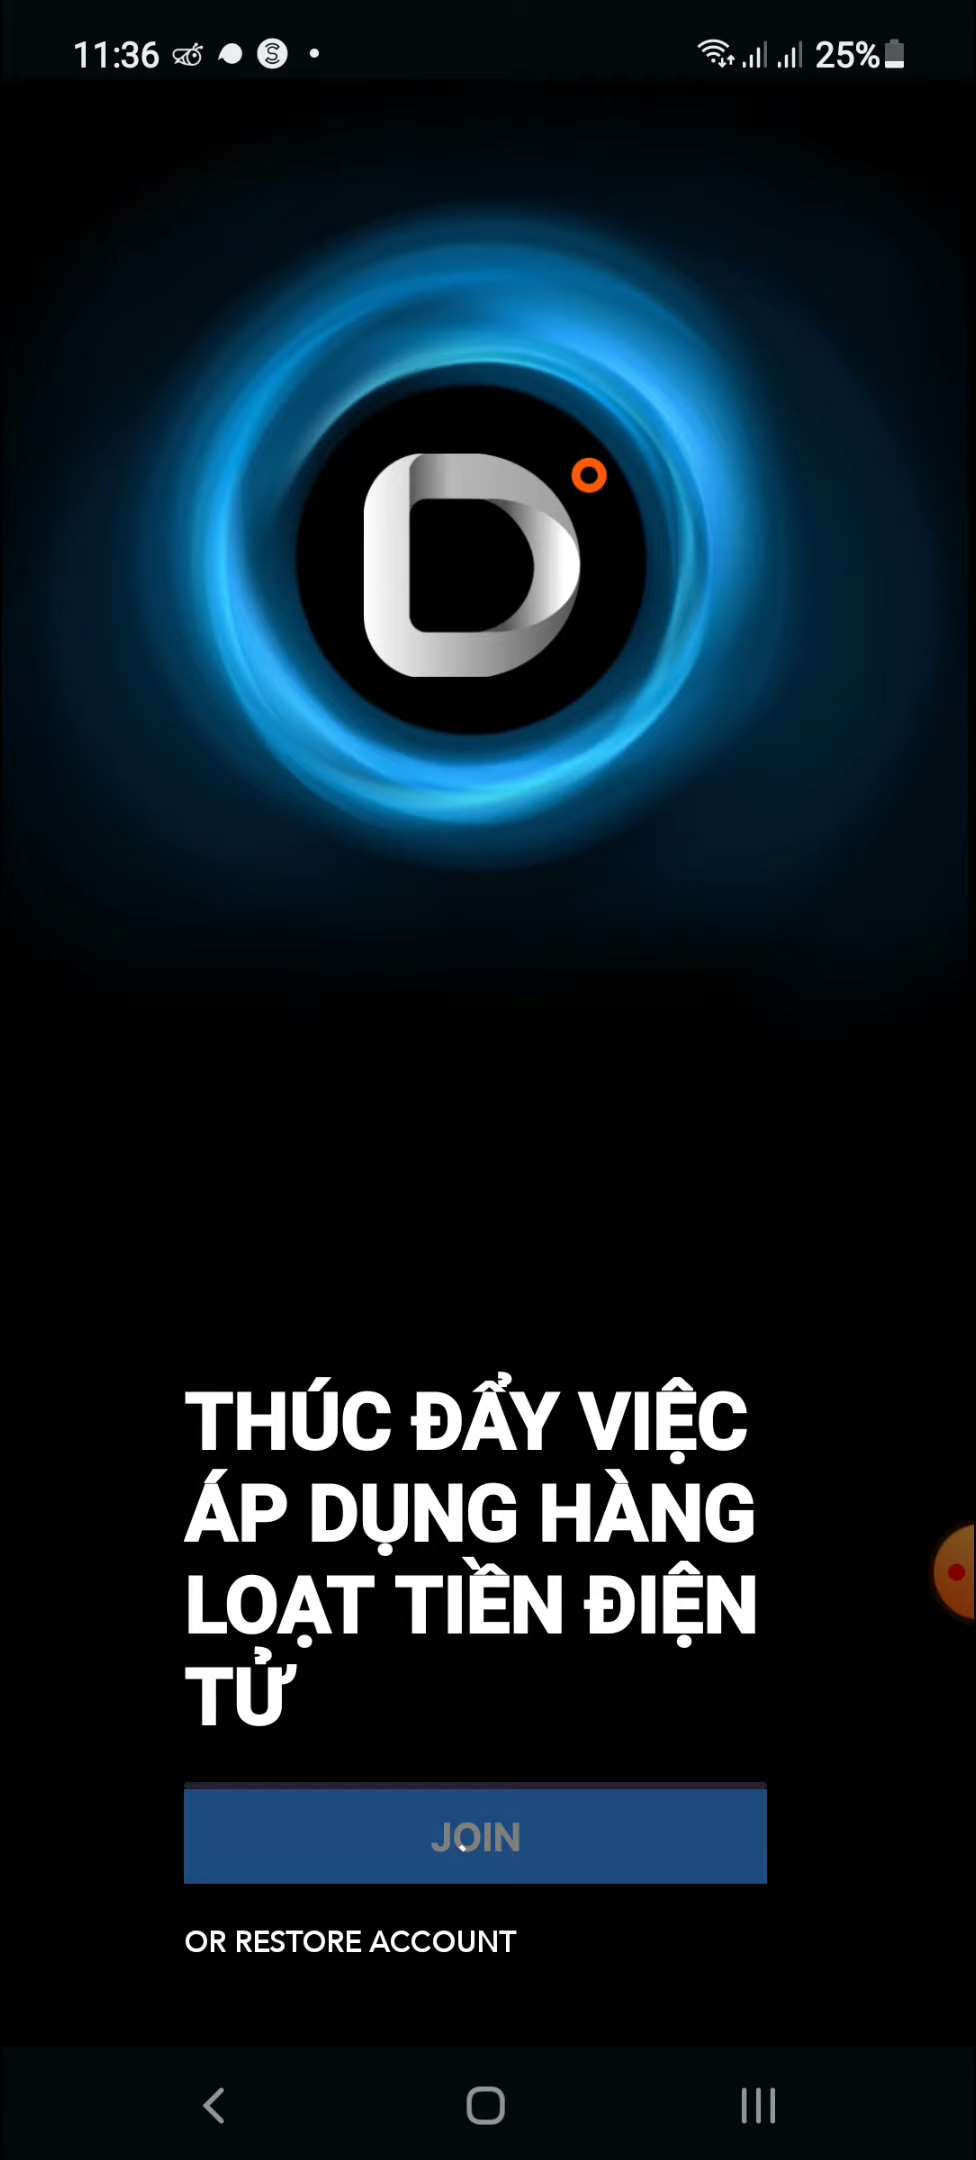 11:36
25%
D
THÚC ĐẨY VIỆC
ÁP DỤNG HÀNG
LOẠT TIỀN ĐIỆN
TỬ
JOIN
OR RESTORE ACCOUNT